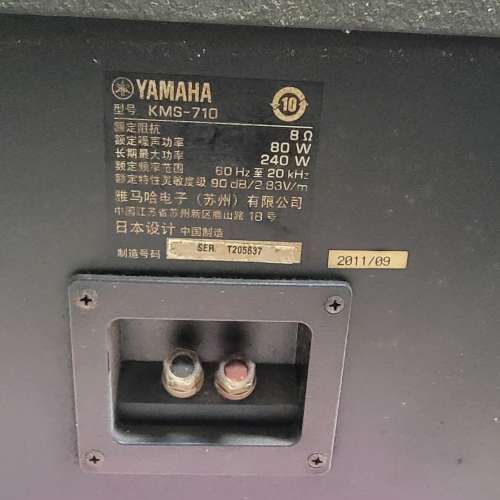 YAMAHA
10
型号 KMS-710
额定阻抗 8Ω
额定噪声功率 80 W
长期最大功率 240 W
额定频率范围 60 Hz 至 20 kHz
额定特性灵敏度级 90 dB/2.83V/m
雅马哈电子（苏州）有限公司
中国江苏省苏州新区鹿山路 18 号
日本设计 中国制造
制造号码 SER. T205637
2011/09